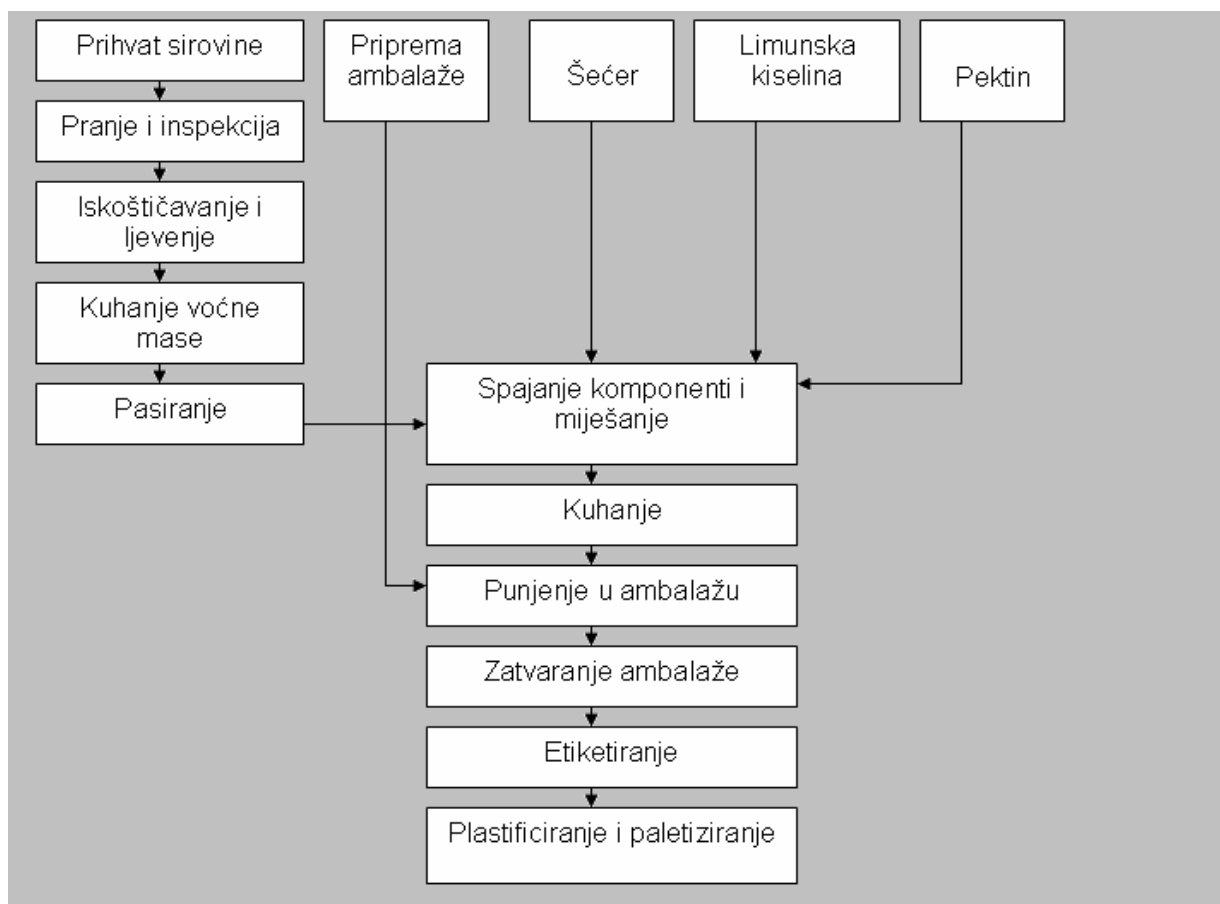 Prihvat sirovine
Priprema
ambalaže
Šećer
Limunska
kiselina
Pektin
Pranje i inspekcija
Iskoštičavanje i
ljevenje
Kuhanje voćne
mase
Pasiranje
Spajanje komponenti i
miješanje
Kuhanje
Punjenje u ambalažu
Zatvaranje ambalaže
Etiketiranje
Plastificiranje i paletiziranje